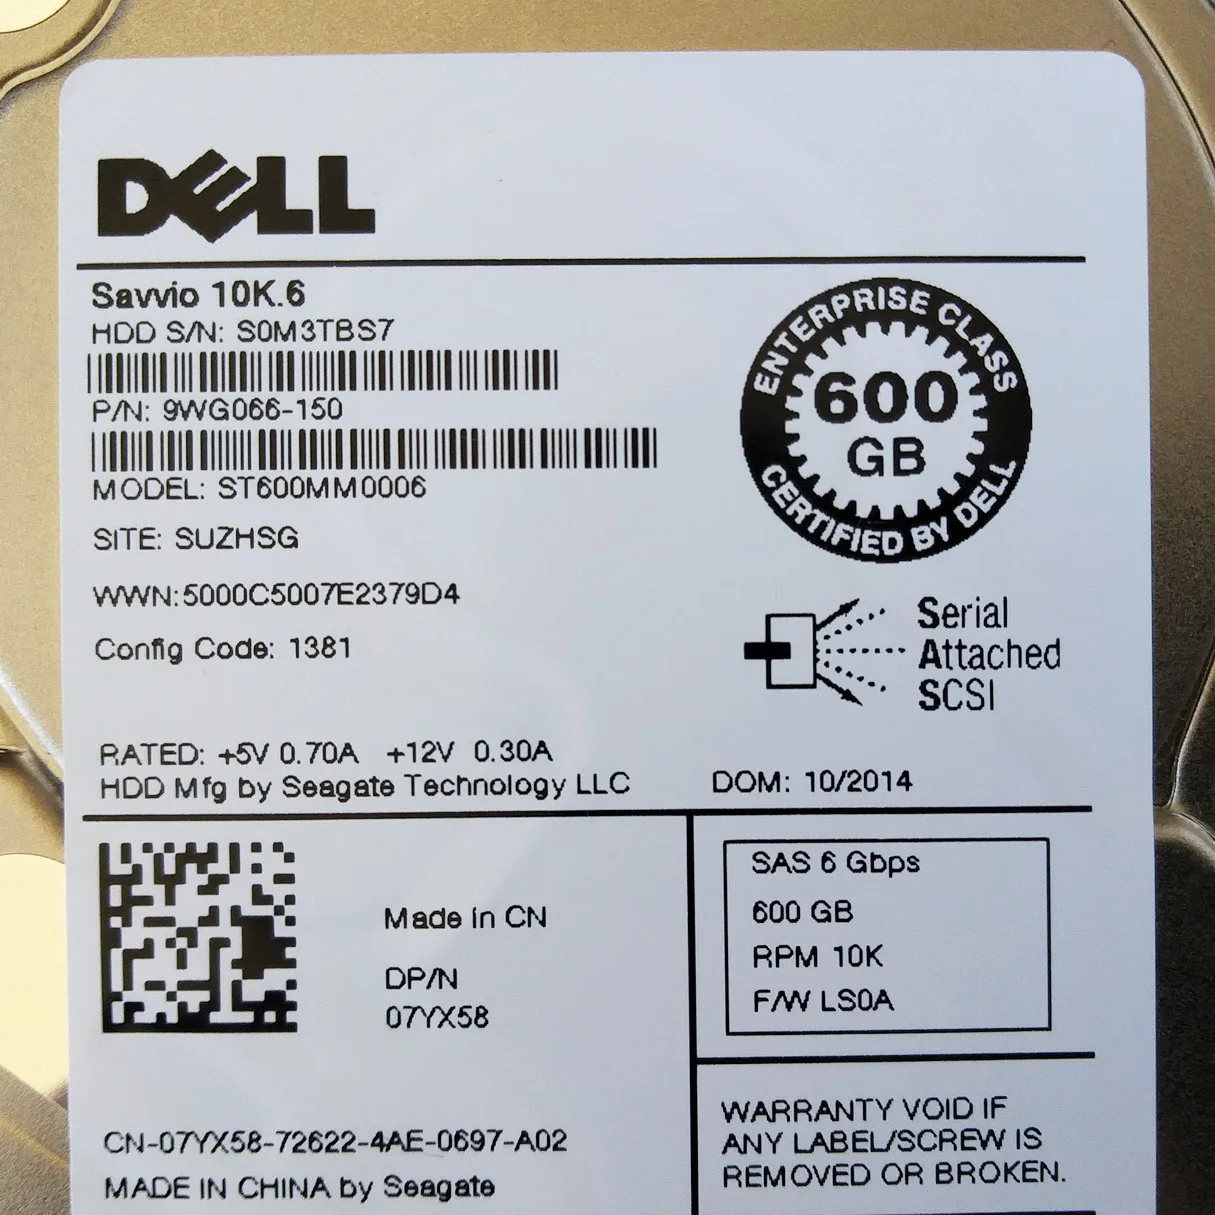 DELL
Savvio 10K.6
HDD S/N: S0M3TBS7
P/N: 9WG066-150
MODEL: ST600MM0006
SITE: SUZHSG
WWN:5000C5007E2379D4
Config Code: 1381
ENTERPRISE CLASS
600
GB
CERTIFIED BY DELL
Serial
Attached
SCSI
RATED: +5V 0.70A +12V 0.30A
HDD Mfg by Seagate Technology LLC
DOM: 10/2014
Made in CN
DP/N
07YX58
SAS 6 Gbps
600 GB
RPM 10K
F/W LS0A
CN-07YX58-72622-4AE-0697-A02
MADE IN CHINA by Seagate
WARRANTY VOID IF
ANY LABEL/SCREW IS
REMOVED OR BROKEN.